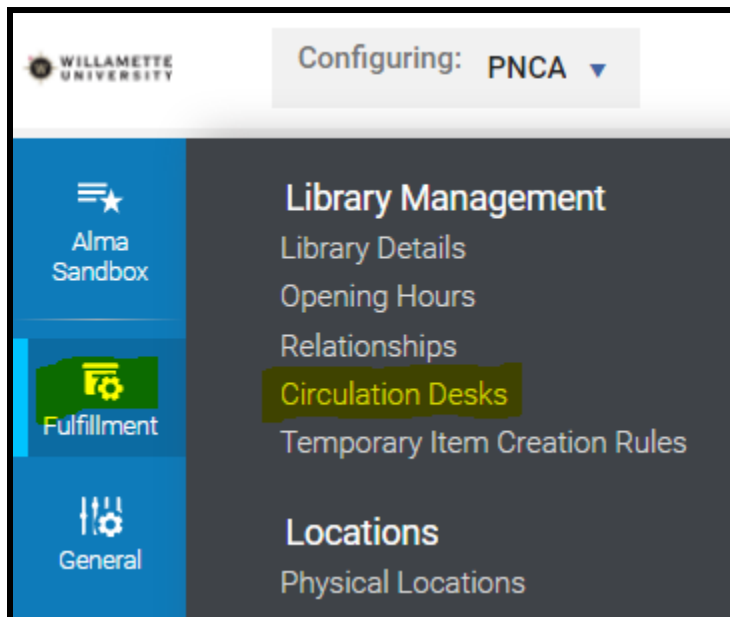 WILLAMETTE
UNIVERSITY
Configuring: PNCA
Alma
Sandbox
Fulfillment
General
Library Management
Library Details
Opening Hours
Relationships
Circulation Desks
Temporary Item Creation Rules
Locations
Physical Locations